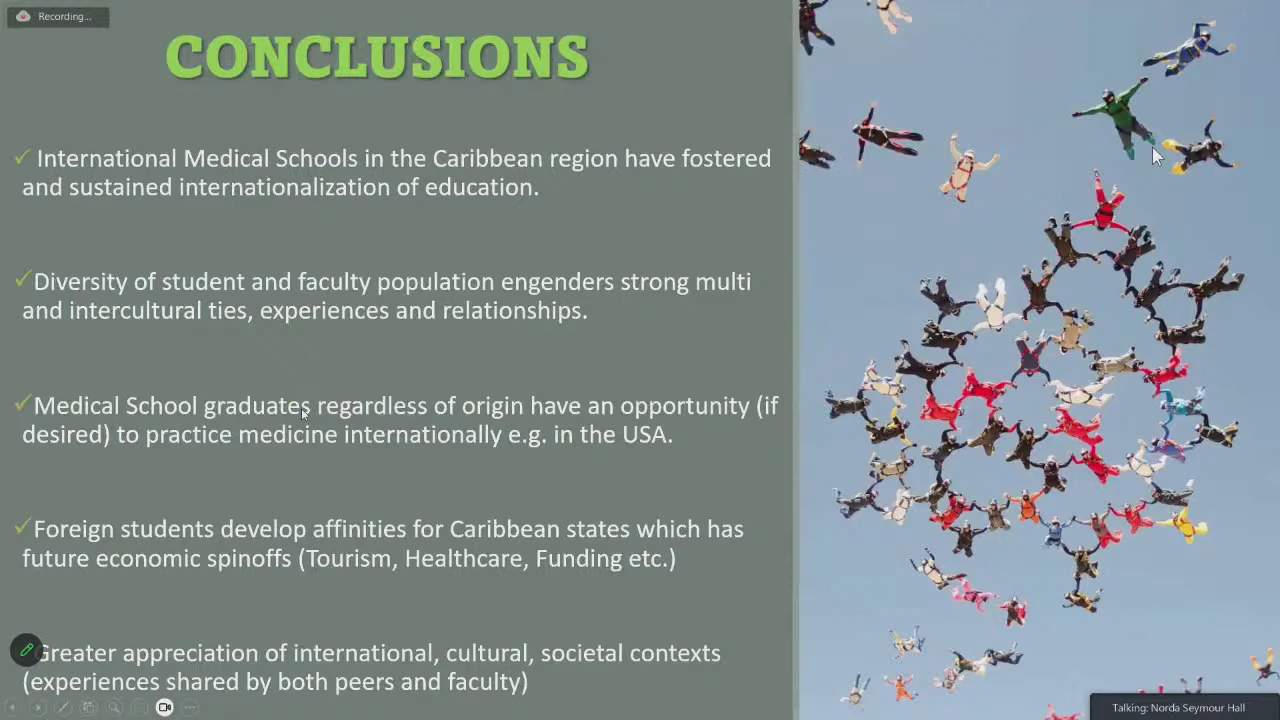 Recording...
CONCLUSIONS
International Medical Schools in the Caribbean region have fostered
and sustained internationalization of education.
Diversity of student and faculty population engenders strong multi
and intercultural ties, experiences and relationships.
Medical School graduates regardless of origin have an opportunity (if
desired) to practice medicine internationally e.g. in the USA.
Foreign students develop affinities for Caribbean states which has
future economic spinoffs (Tourism, Healthcare, Funding etc.)
Greater appreciation of international, cultural, societal contexts
(experiences shared by both peers and faculty)
Talking: Norda Seymour Hall